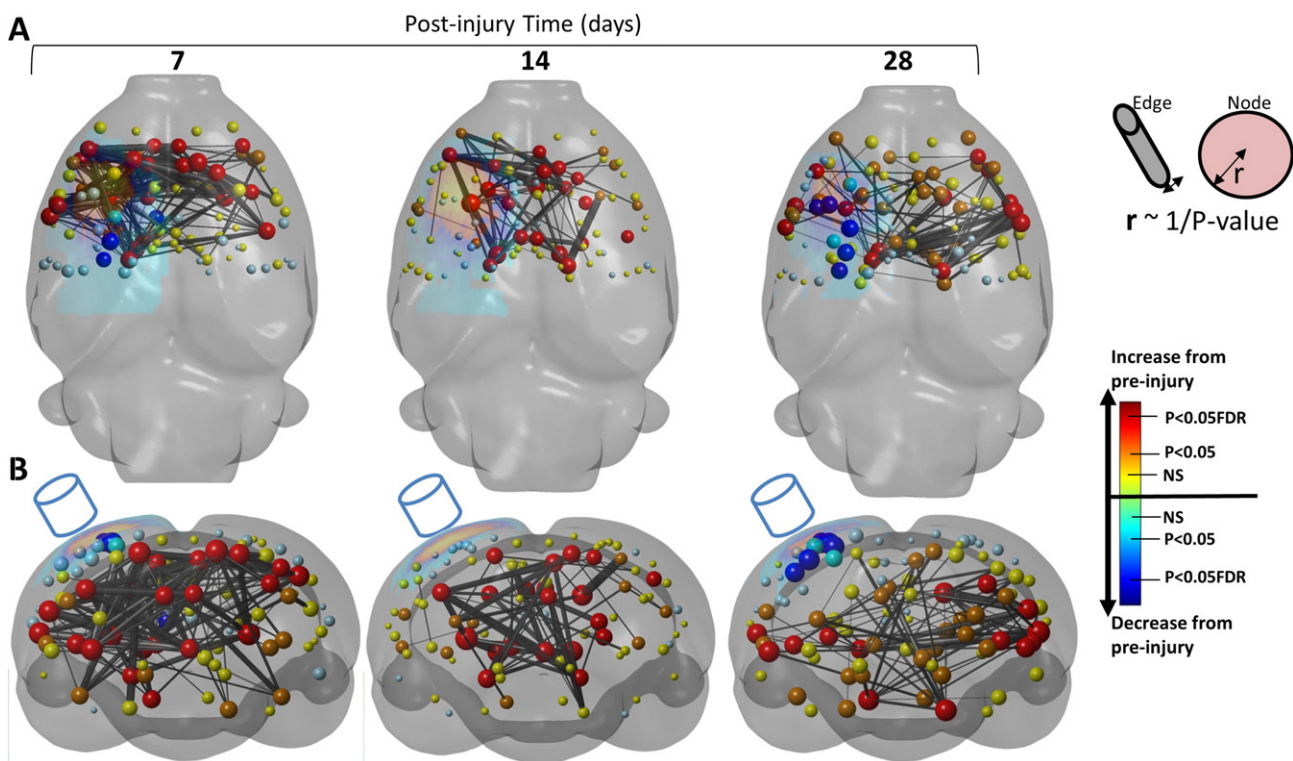 A
Post-injury Time (days)
7
14
28
Edge
Node
r
r ~ 1/P-value
Increase from
pre-injury
P<0.05FDR
P<0.05
NS
NS
P<0.05
P<0.05FDR
Decrease from
pre-injury
B